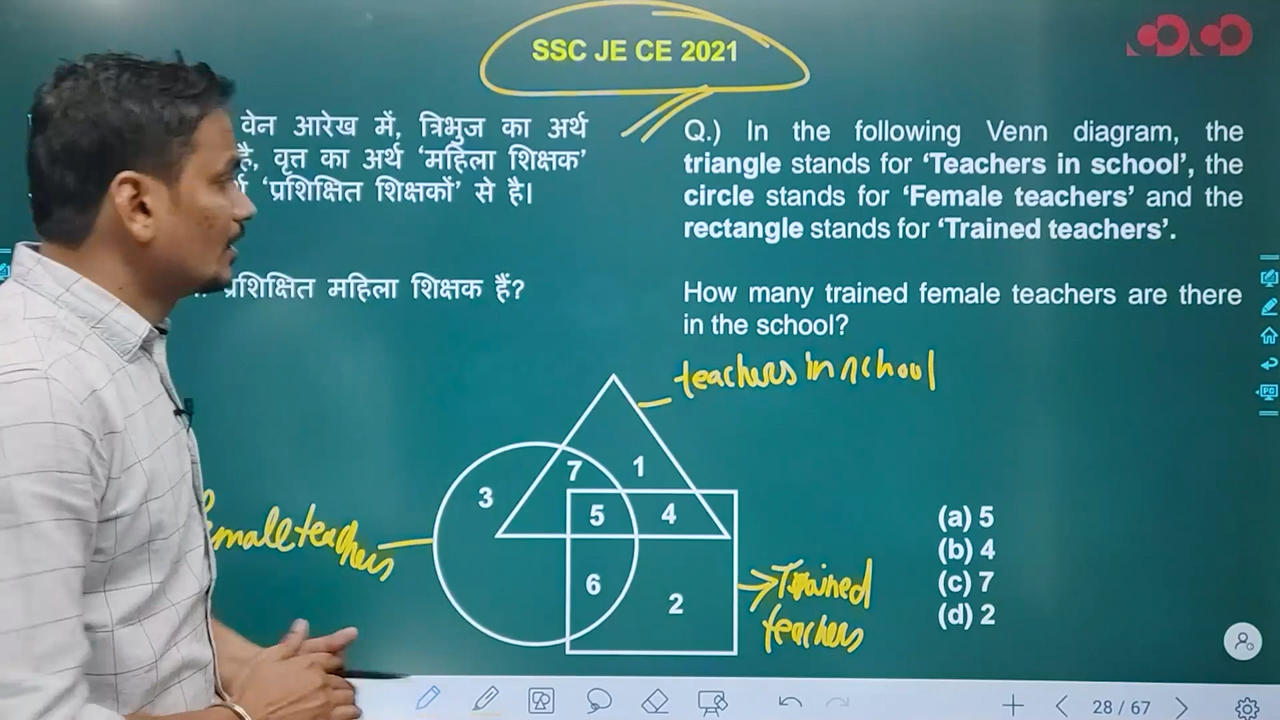 SSC JE CE 2021
वेन आरेख में, त्रिभुज का अर्थ
है, वृत्त का अर्थ ‘महिला शिक्षक’
‘प्रशिक्षित शिक्षकों’ से है।
प्रशिक्षित महिला शिक्षक हैं?
Q.) In the following Venn diagram, the
triangle stands for ‘Teachers in school’, the
circle stands for ‘Female teachers’ and the
rectangle stands for ‘Trained teachers’.
How many trained female teachers are there
in the school?
teachers in school
7
1
3
5
4
6
2
teachers
Trained
teachers
(a) 5
(b) 4
(c) 7
(d) 2
28 / 67